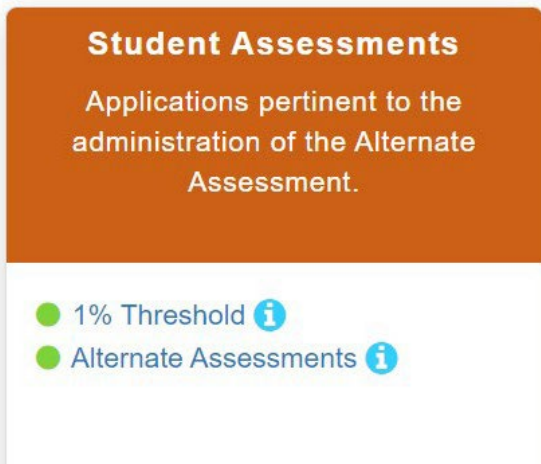 Student Assessments
Applications pertinent to the
administration of the Alternate
Assessment.
1% Threshold
Alternate Assessments